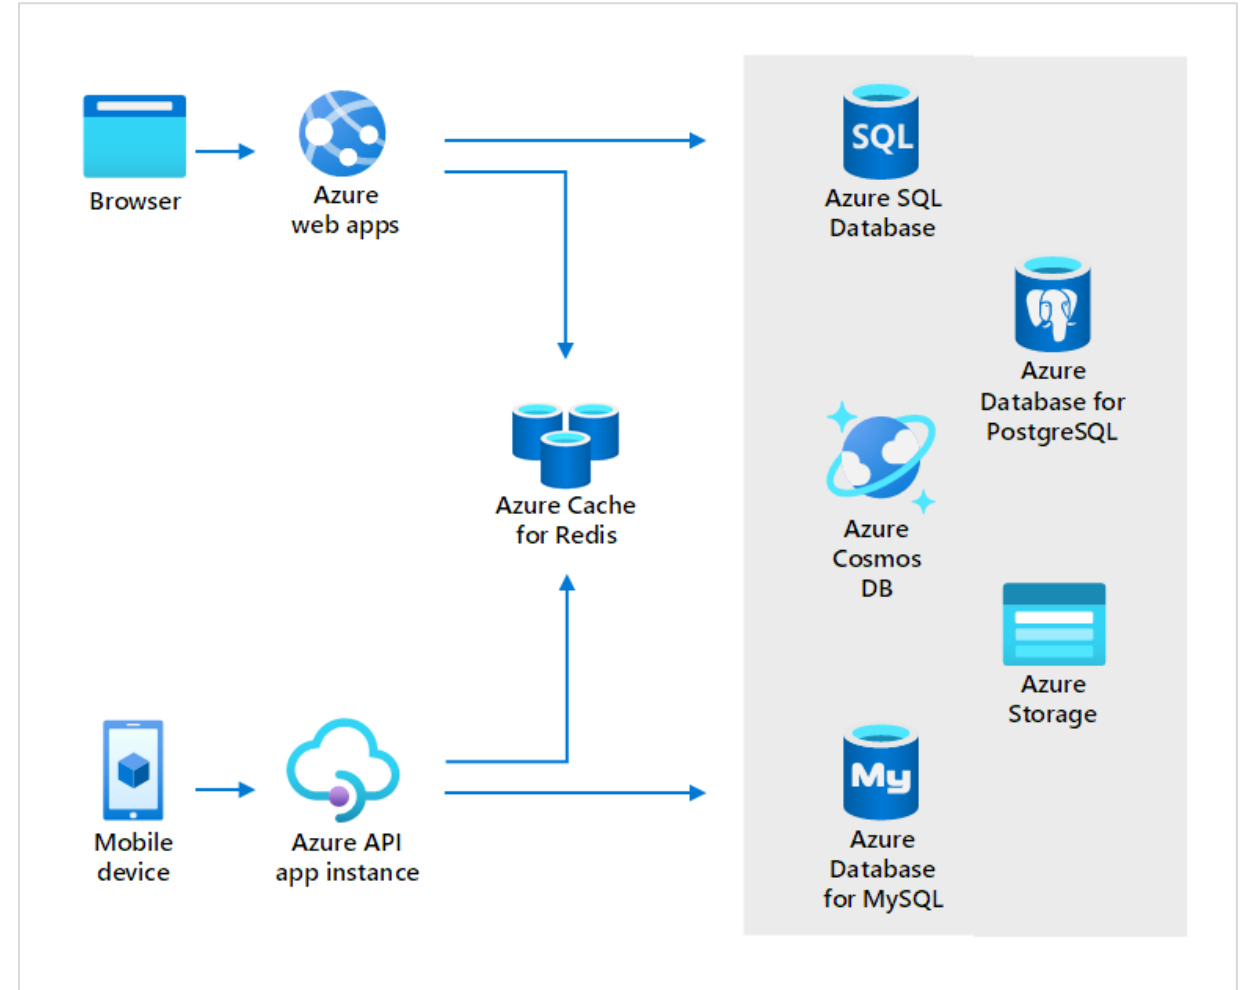 Browser
Azure
web apps
SQL
Azure SQL
Database
Azure
Database for
PostgreSQL
Azure Cache
for Redis
Azure
Cosmos
DB
Azure
Storage
Mobile
device
Azure API
app instance
My
Azure
Database
for MySQL